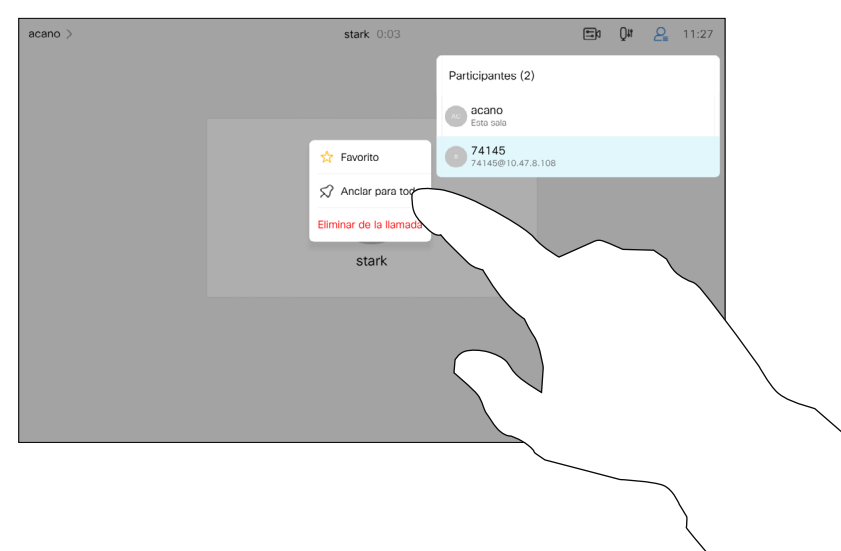 acano >
stark 0:03
11:27
Participantes (2)
AC
acano
Esta sala
74145
74145@10.47.8.108
Favorito
Anclar para tod
Eliminar de la llamada
stark